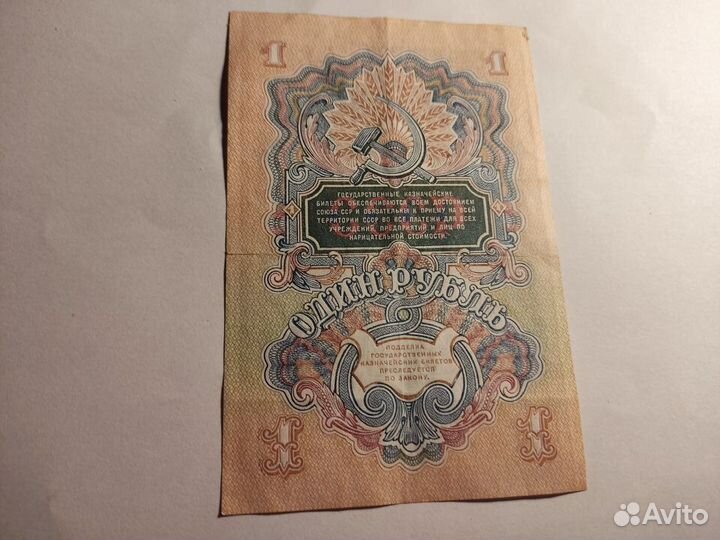 1 1
ГОСУДАРСТВЕННЫЕ КАЗНАЧЕЙСКИЕ
БИЛЕТЫ ОБЕСПЕЧИВАЮТСЯ ВСЕМ ДОСТОЯНИЕМ
СОЮЗА ССР И ОБЯЗАТЕЛЬНЫ К ПРИЕМУ НА ВСЕЙ
ТЕРРИТОРИИ СССР ВО ВСЕ ПЛАТЕЖИ ДЛЯ ВСЕХ
УЧРЕЖДЕНИЙ, ПРЕДПРИЯТИЙ И ЛИЦ ПО
НАРИЦАТЕЛЬНОЙ СТОИМОСТИ.
ОДИН РУБЛЬ
ПОДДЕЛКА
ГОСУДАРСТВЕННЫХ
КАЗНАЧЕЙСКИХ БИЛЕТОВ
ПРЕСЛЕДУЕТСЯ
ПО ЗАКОНУ.
1 1
Avito